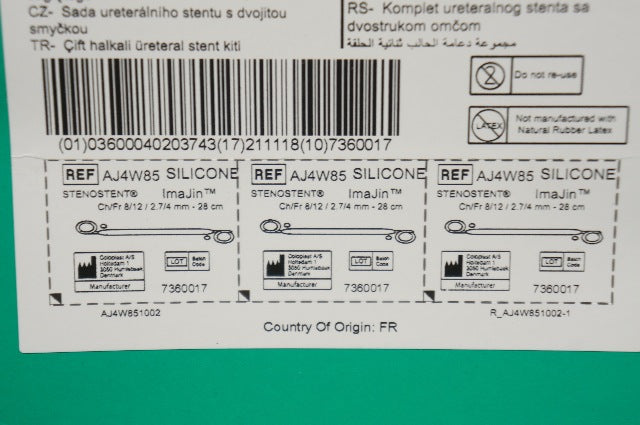 CZ- Sada ureterálního stentu s dvojitou
smyčkou
TR- Çift halkali üreteral stent kiti
RS- Komplet ureteralnog stenta sa
dvostrukom omčom
مجموعة دعامة الحالب ثنائية الحلقة
Do not re-use
LATEX
Not manufactured with
Natural Rubber Latex
(01)03600040203743(17)211118(10)7360017
REF AJ4W85 SILICONE
STENOSTENT® ImaJin™
Ch/Fr 8/12 / 2.7/4 mm - 28 cm
Coloplast A/S
Holtedam 1
3050 Humlebaek
Denmark
Manufacturer
LOT Batch
Code
7360017
REF AJ4W85 SILICONE
STENOSTENT® ImaJin™
Ch/Fr 8/12 / 2.7/4 mm - 28 cm
Coloplast A/S
Holtedam 1
3050 Humlebaek
Denmark
Manufacturer
LOT Batch
Code
7360017
REF AJ4W85 SILICONE
STENOSTENT® ImaJin™
Ch/Fr 8/12 / 2.7/4 mm - 28 cm
Coloplast A/S
Holtedam 1
3050 Humlebaek
Denmark
Manufacturer
LOT Batch
Code
7360017
AJ4W851002
R_AJ4W851002-1
Country Of Origin: FR